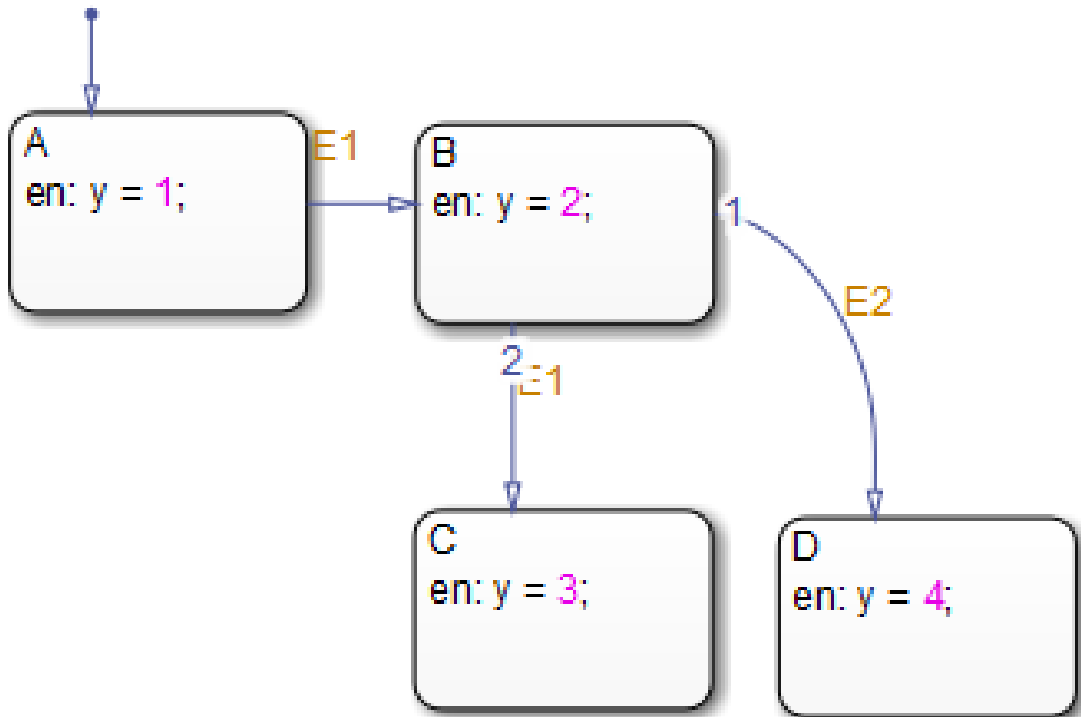 A
en: y = 1;
E1
B
en: y = 2;
1
E2
2
E1
C
en: y = 3;
D
en: y = 4;